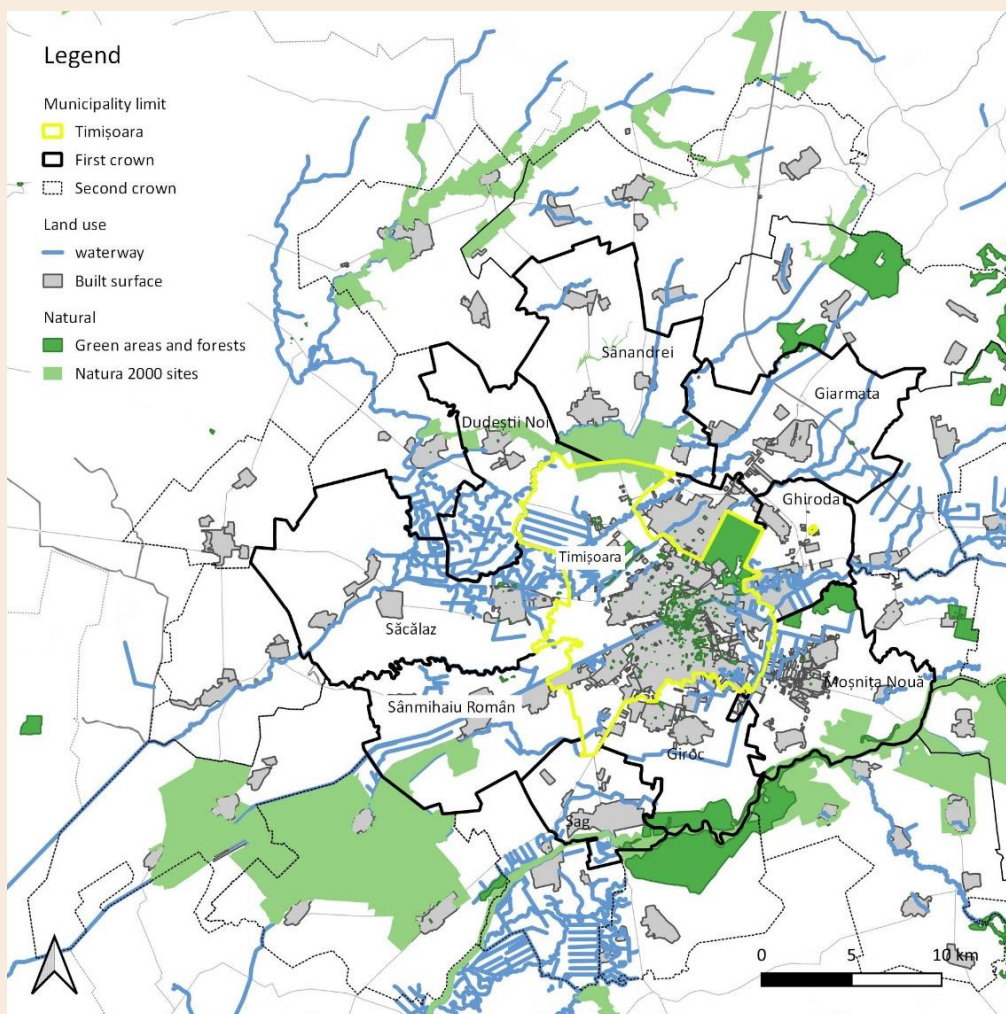 Legend
Municipality limit
Timișoara
First crown
Second crown
Land use
waterway
Built surface
Natural
Green areas and forests
Natura 2000 sites
Sânandrei
Giarmata
Dudeștii Noi
Ghiroda
Timișoara
Săcălaz
Moșnița Nouă
Sânmihaiu Român
Giroc
Șag
0 5 10 km